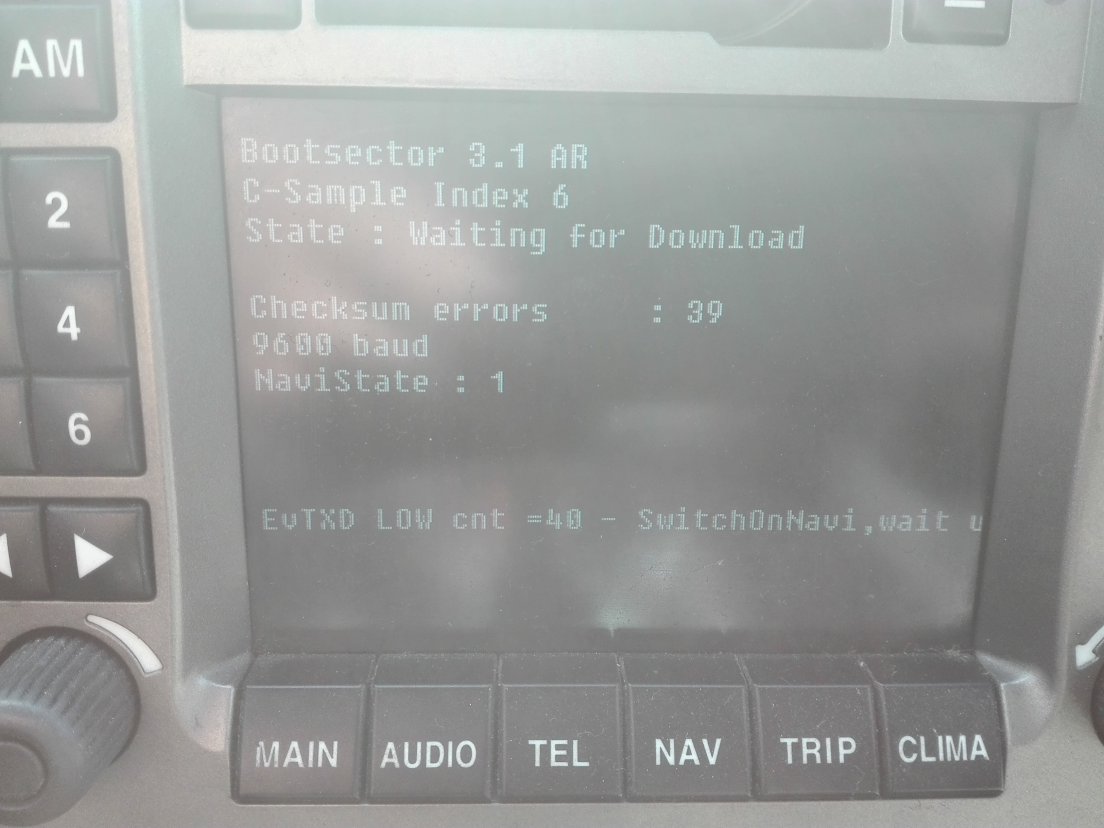 AM
2
4
6
Bootsector 3.1 AR
C-Sample Index 6
State : Waiting for Download
Checksum errors : 39
9600 baud
NaviState : 1
EvTXD LOW cnt =40 - SwitchOnNavi,wait u
MAIN AUDIO TEL NAV TRIP CLIMA